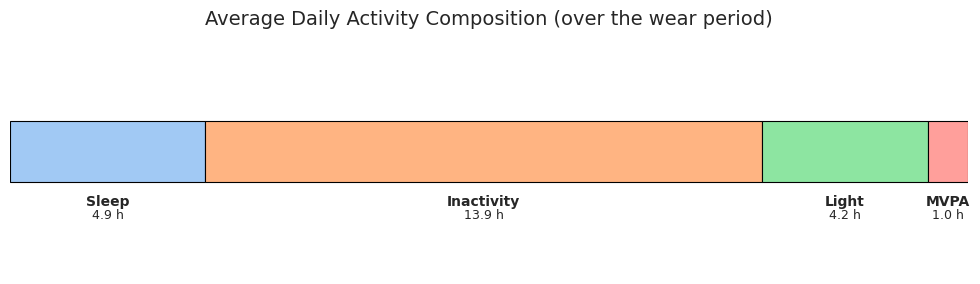 Average Daily Activity Composition (over the wear period)
Sleep
4.9 h
Inactivity
13.9 h
Light
4.2 h
MVPA
1.0 h